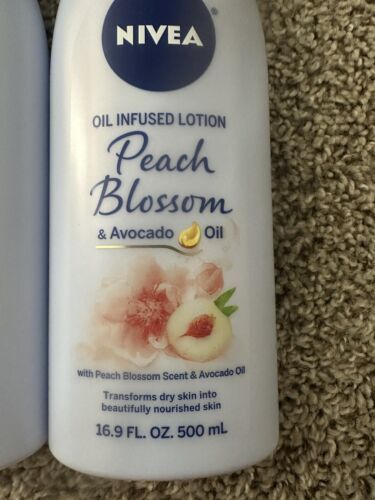 NIVEA
®
OIL INFUSED LOTION
Peach
Blossom
& Avocado Oil
with Peach Blossom Scent & Avocado Oil
Transforms dry skin into
beautifully nourished skin
16.9 FL. OZ. 500 mL